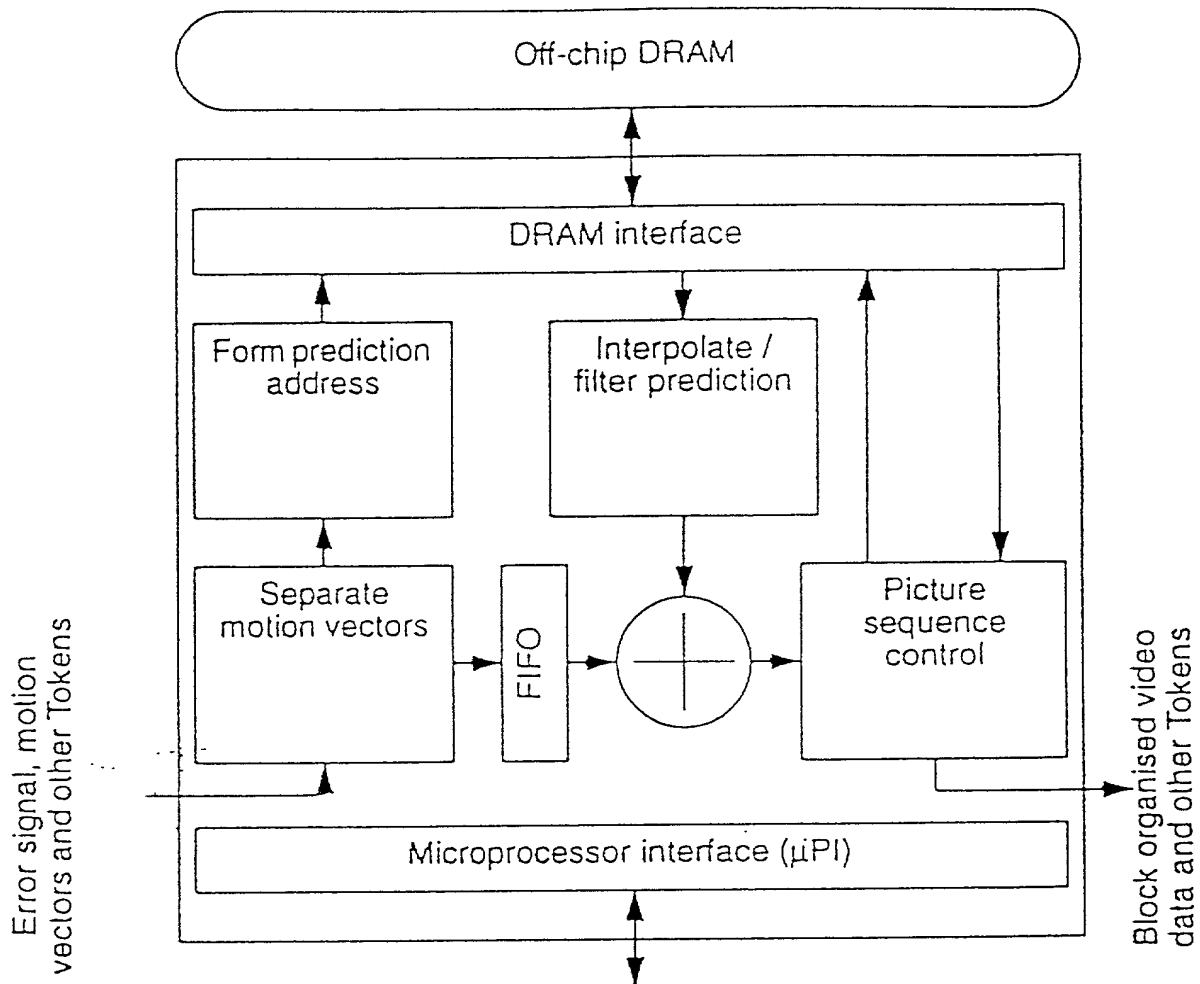 Off-chip DRAM
DRAM interface
Form prediction
address
Interpolate /
filter prediction
Separate
motion vectors
FIFO
Picture
sequence
control
Error signal, motion
vectors and other Tokens
Block organised video
data and other Tokens
Microprocessor interface (µPI)